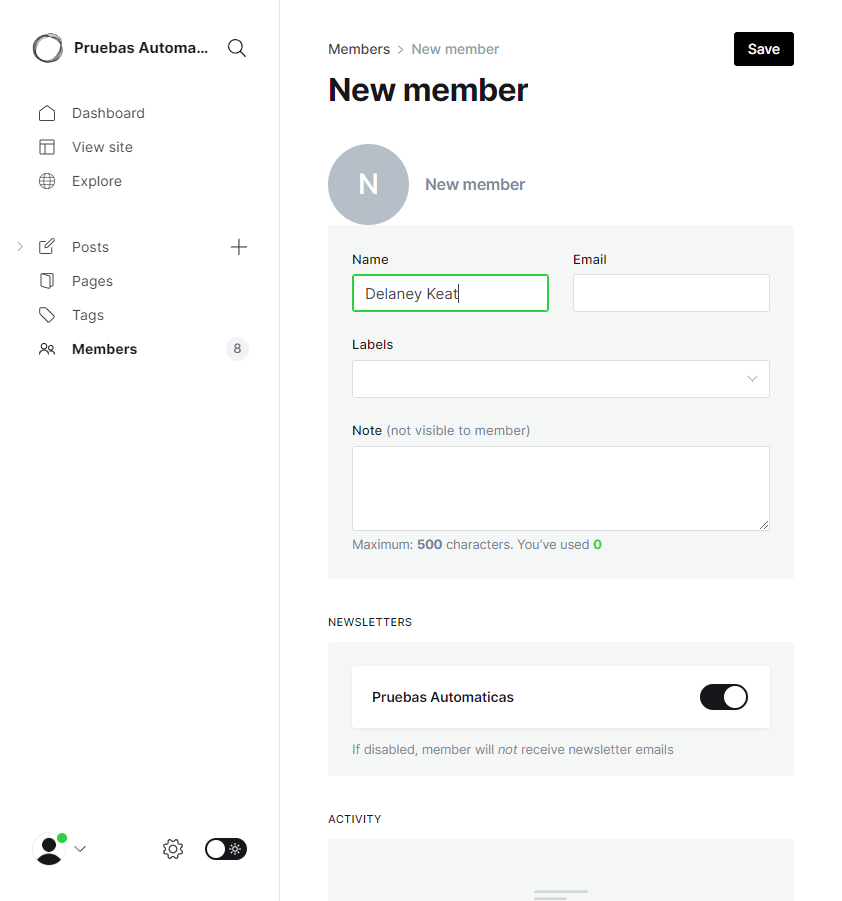 Pruebas Automa...
Dashboard
View site
Explore
Posts
Pages
Tags
Members
8
Members > New member
Save
New member
N
New member
Name
Email
Delaney Keat
Labels
Note (not visible to member)
Maximum: 500 characters. You’ve used 0
NEWSLETTERS
Pruebas Automaticas
If disabled, member will not receive newsletter emails
ACTIVITY